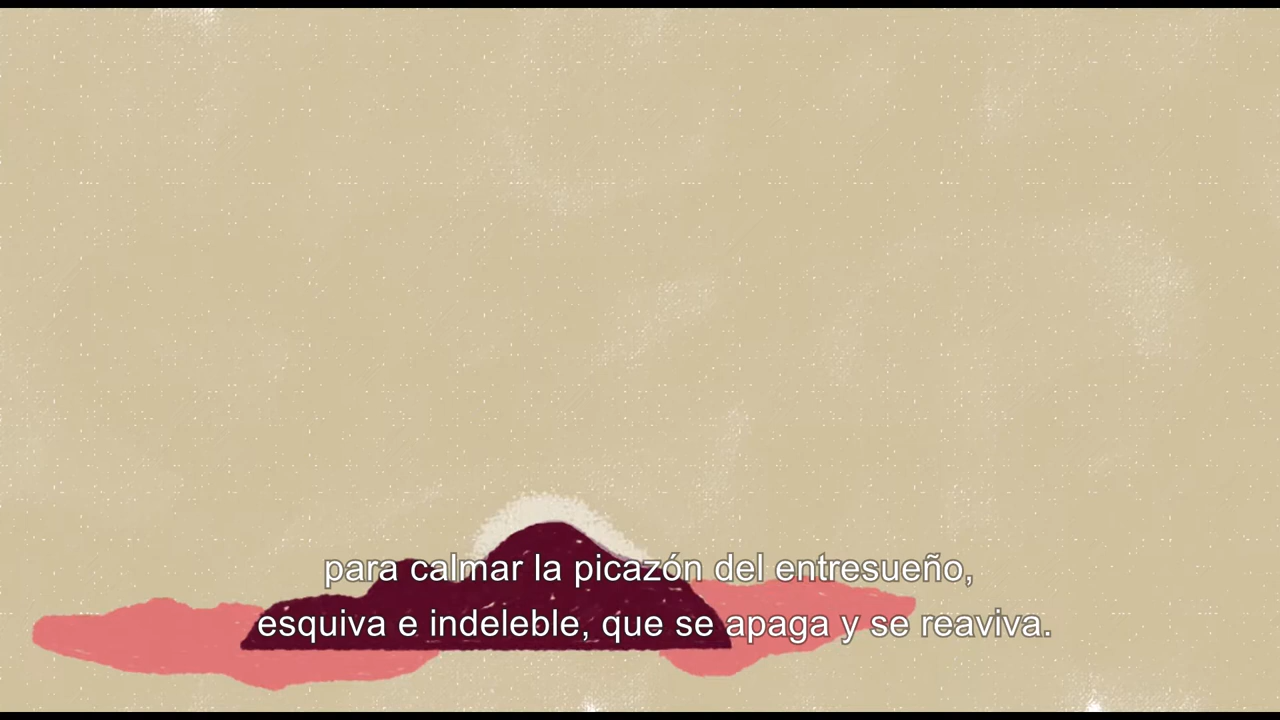 para calmar la picazón del entresueño,
esquiva e indeleble, que se apaga y se reaviva.